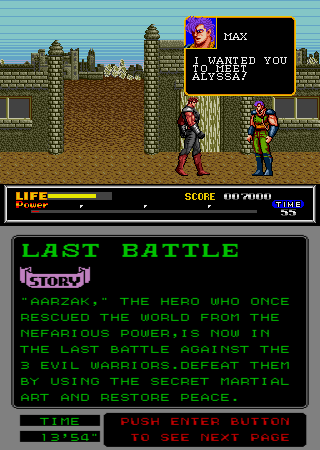 MAX
I WANTED YOU
TO MEET
ALYSSA?
LIFE
Power
SCORE 007000
TIME
55
LAST BATTLE
STORY
"AARZAK," THE HERO WHO ONCE
RESCUED THE WORLD FROM THE
NEFARIOUS POWER,IS NOW IN
THE LAST BATTLE AGAINST THE
3 EVIL WARRIORS.DEFEAT THEM
BY USING THE SECRET MARTIAL
ART AND RESTORE PEACE.
TIME
13'54"
PUSH ENTER BUTTON
TO SEE NEXT PAGE